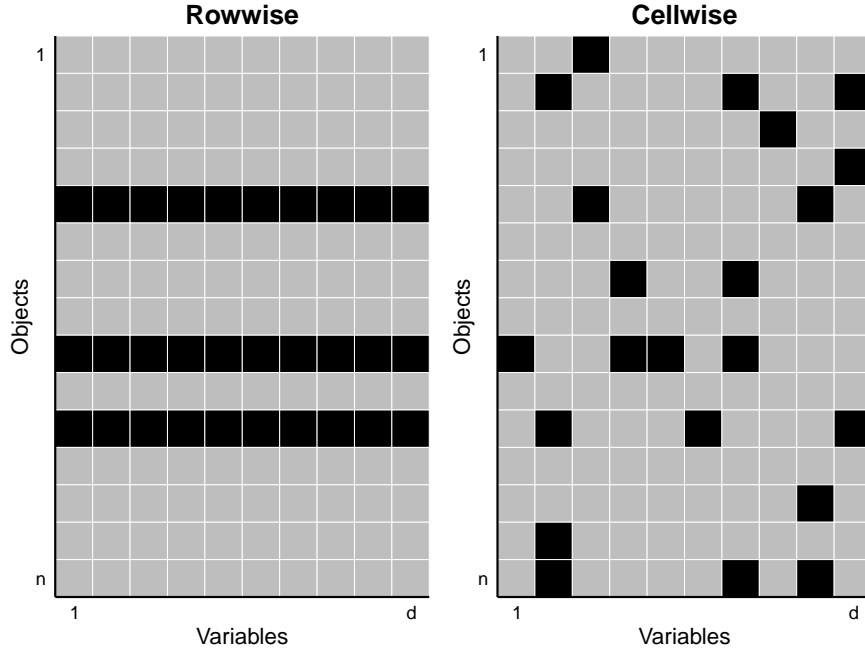 Rowwise
Cellwise
1
Objects
n
1
d
Variables
1
Objects
n
1
d
Variables